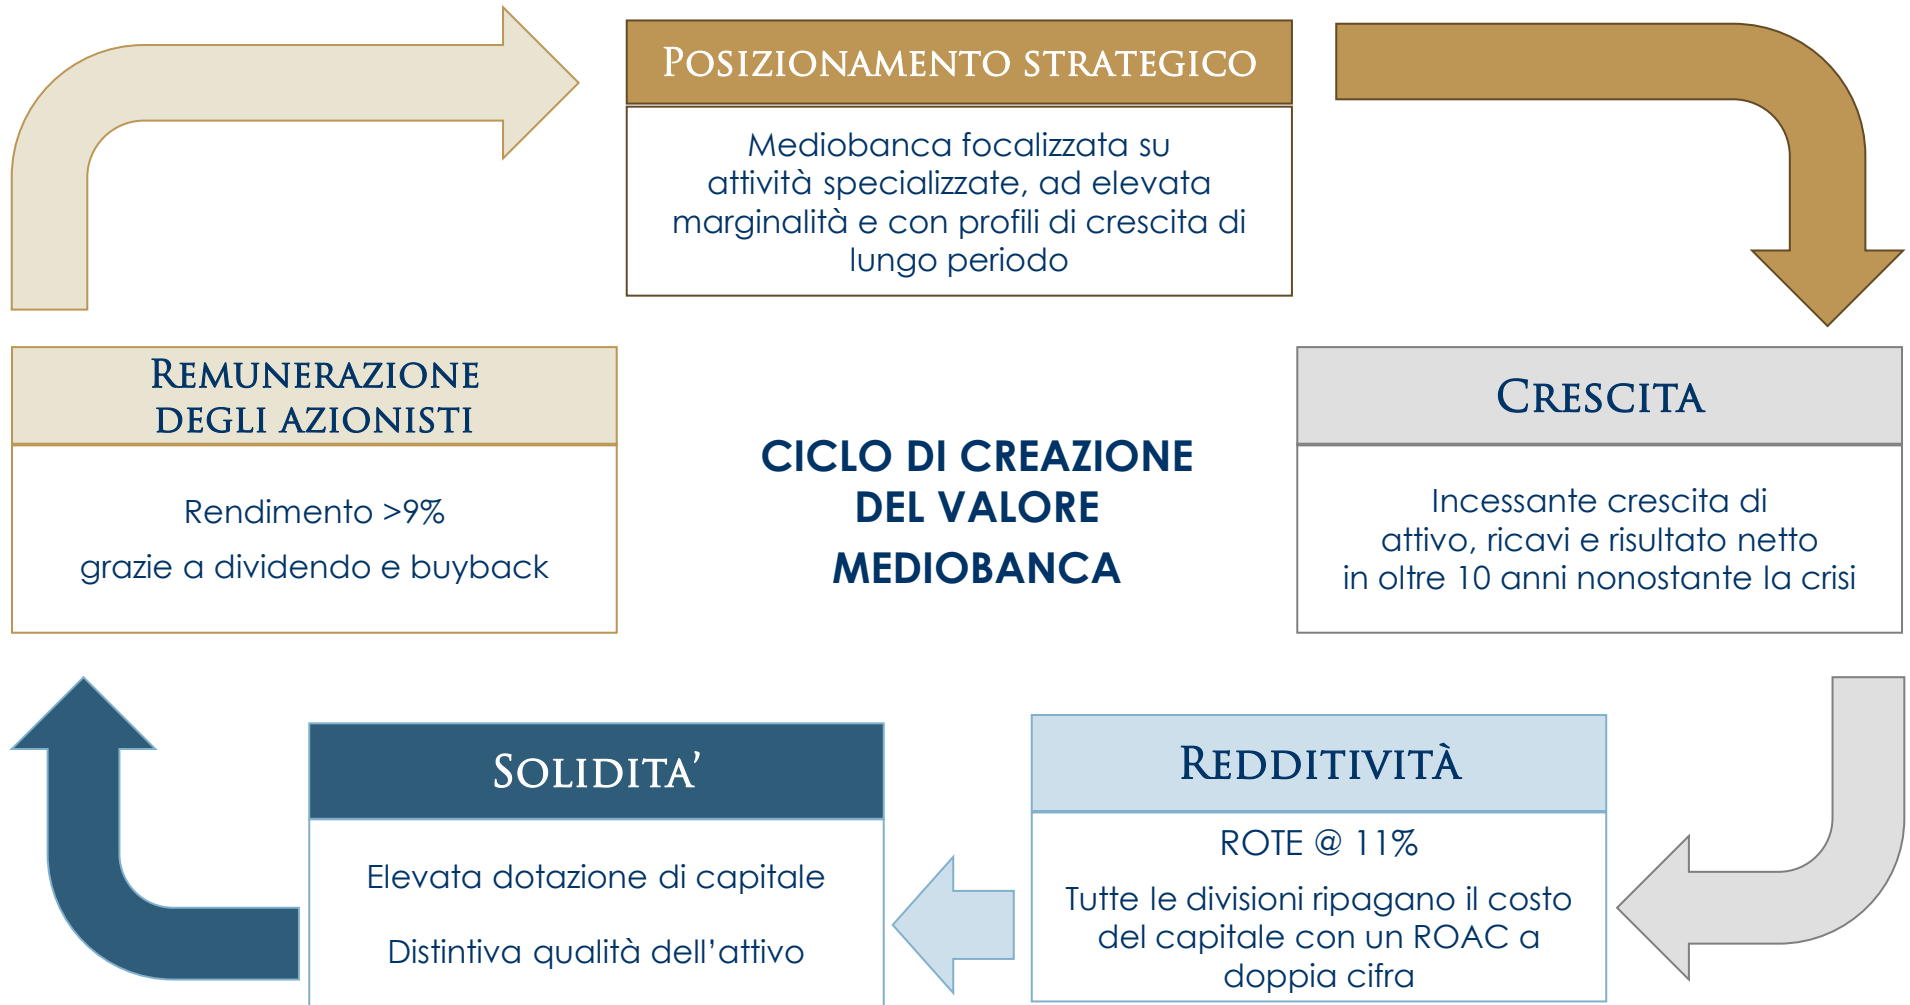 POSIZIONAMENTO STRATEGICO
Mediobanca focalizzata su
attività specializzate, ad elevata
marginalità e con profili di crescita di
lungo periodo
REMUNERAZIONE
DEGLI AZIONISTI
Rendimento >9%
grazie a dividendo e buyback
CICLO DI CREAZIONE
DEL VALORE
MEDIOBANCA
CRESCITA
Incessante crescita di
attivo, ricavi e risultato netto
in oltre 10 anni nonostante la crisi
SOLIDITA’
Elevata dotazione di capitale
Distintiva qualità dell’attivo
REDDITIVITÀ
ROTE @ 11%
Tutte le divisioni ripagano il costo
del capitale con un ROAC a
doppia cifra